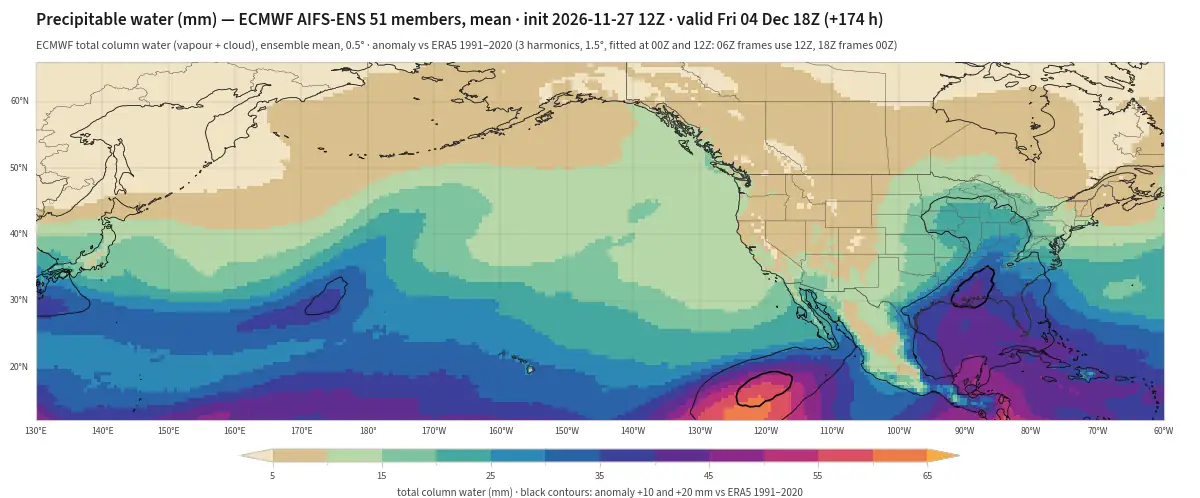 Precipitable water (mm) — ECMWF AIFS-ENS 51 members, mean · init 2026-11-27 12Z · valid Fri 04 Dec 18Z (+174 h)
ECMWF total column water (vapour + cloud), ensemble mean, 0.5° · anomaly vs ERA5 1991–2020 (3 harmonics, 1.5°, fitted at 00Z and 12Z: 06Z frames use 12Z, 18Z frames 00Z)
60°N
50°N
40°N
30°N
20°N
130°E 140°E 150°E 160°E 170°E 180° 170°W 160°W 150°W 140°W 130°W 120°W 110°W 100°W 90°W 80°W 70°W 60°W
5 15 25 35 45 55 65
total column water (mm) · black contours: anomaly +10 and +20 mm vs ERA5 1991–2020